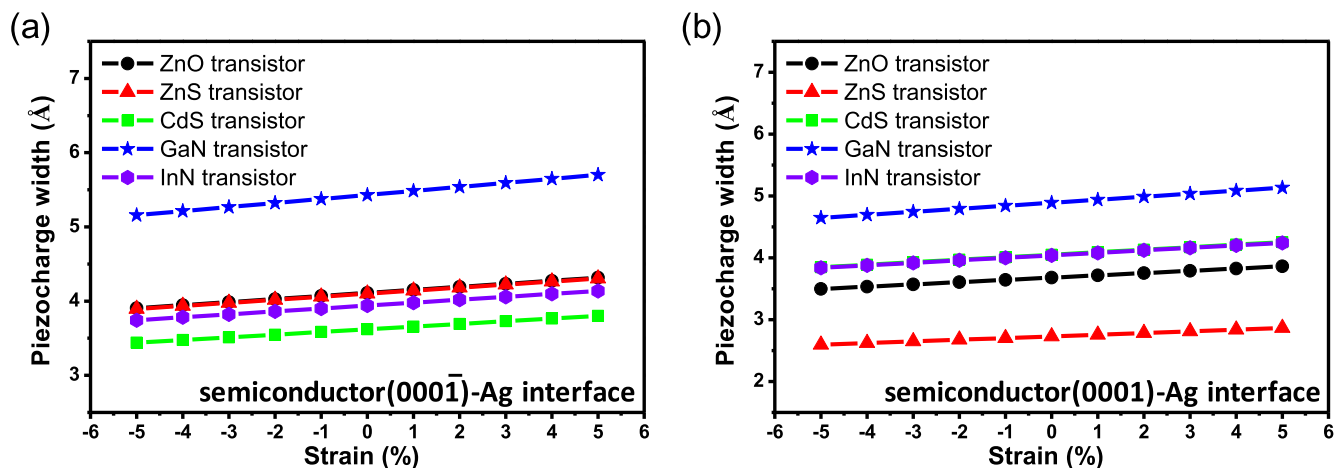 (a)
ZnO transistor
ZnS transistor
CdS transistor
GaN transistor
InN transistor
Piezocharge width (Å)
7
6
5
4
3
semiconductor(0001̅)-Ag interface
-6 -5 -4 -3 -2 -1 0 1 2 3 4 5 6
Strain (%)
(b)
ZnO transistor
ZnS transistor
CdS transistor
GaN transistor
InN transistor
Piezocharge width (Å)
7
6
5
4
3
2
semiconductor(0001)-Ag interface
-6 -5 -4 -3 -2 -1 0 1 2 3 4 5 6
Strain (%)